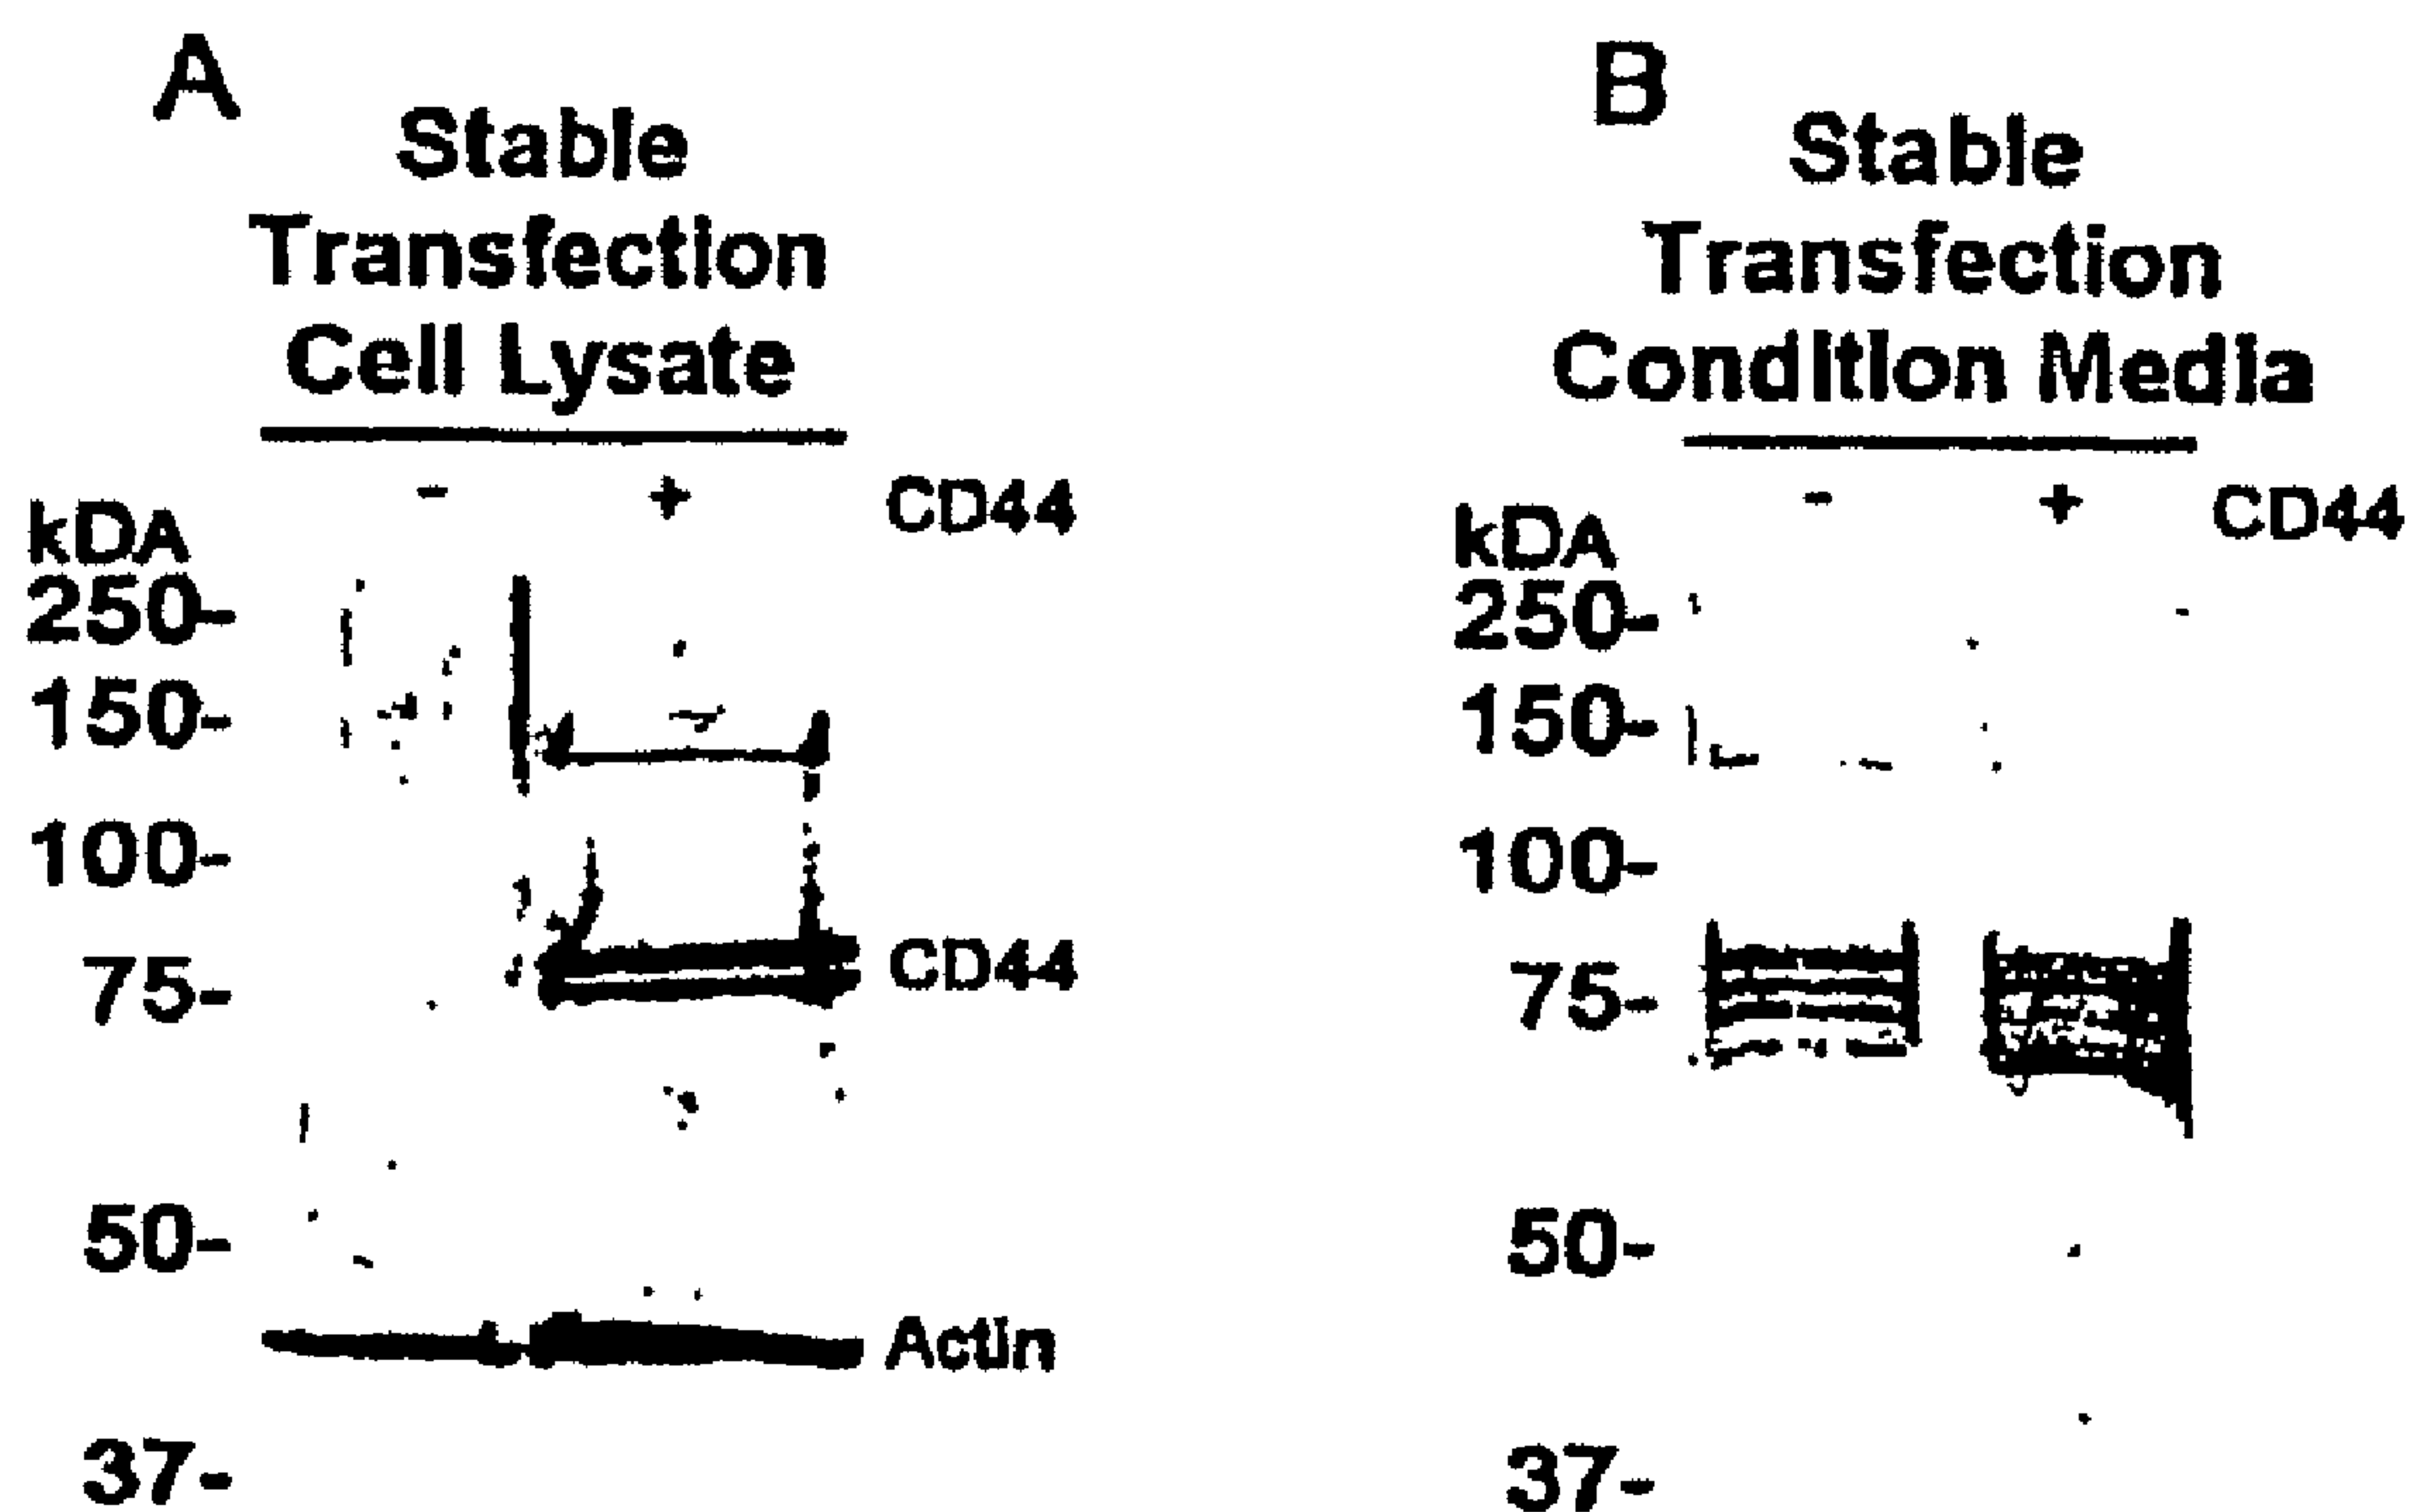 A
Stable
Transfection
Cell Lysate
- + CD44
kDA
250-
150-
100-
75-
CD44
50-
Actin
37-
B
Stable
Transfection
Condition Media
- + CD44
kDA
250-
150-
100-
75-
50-
37-